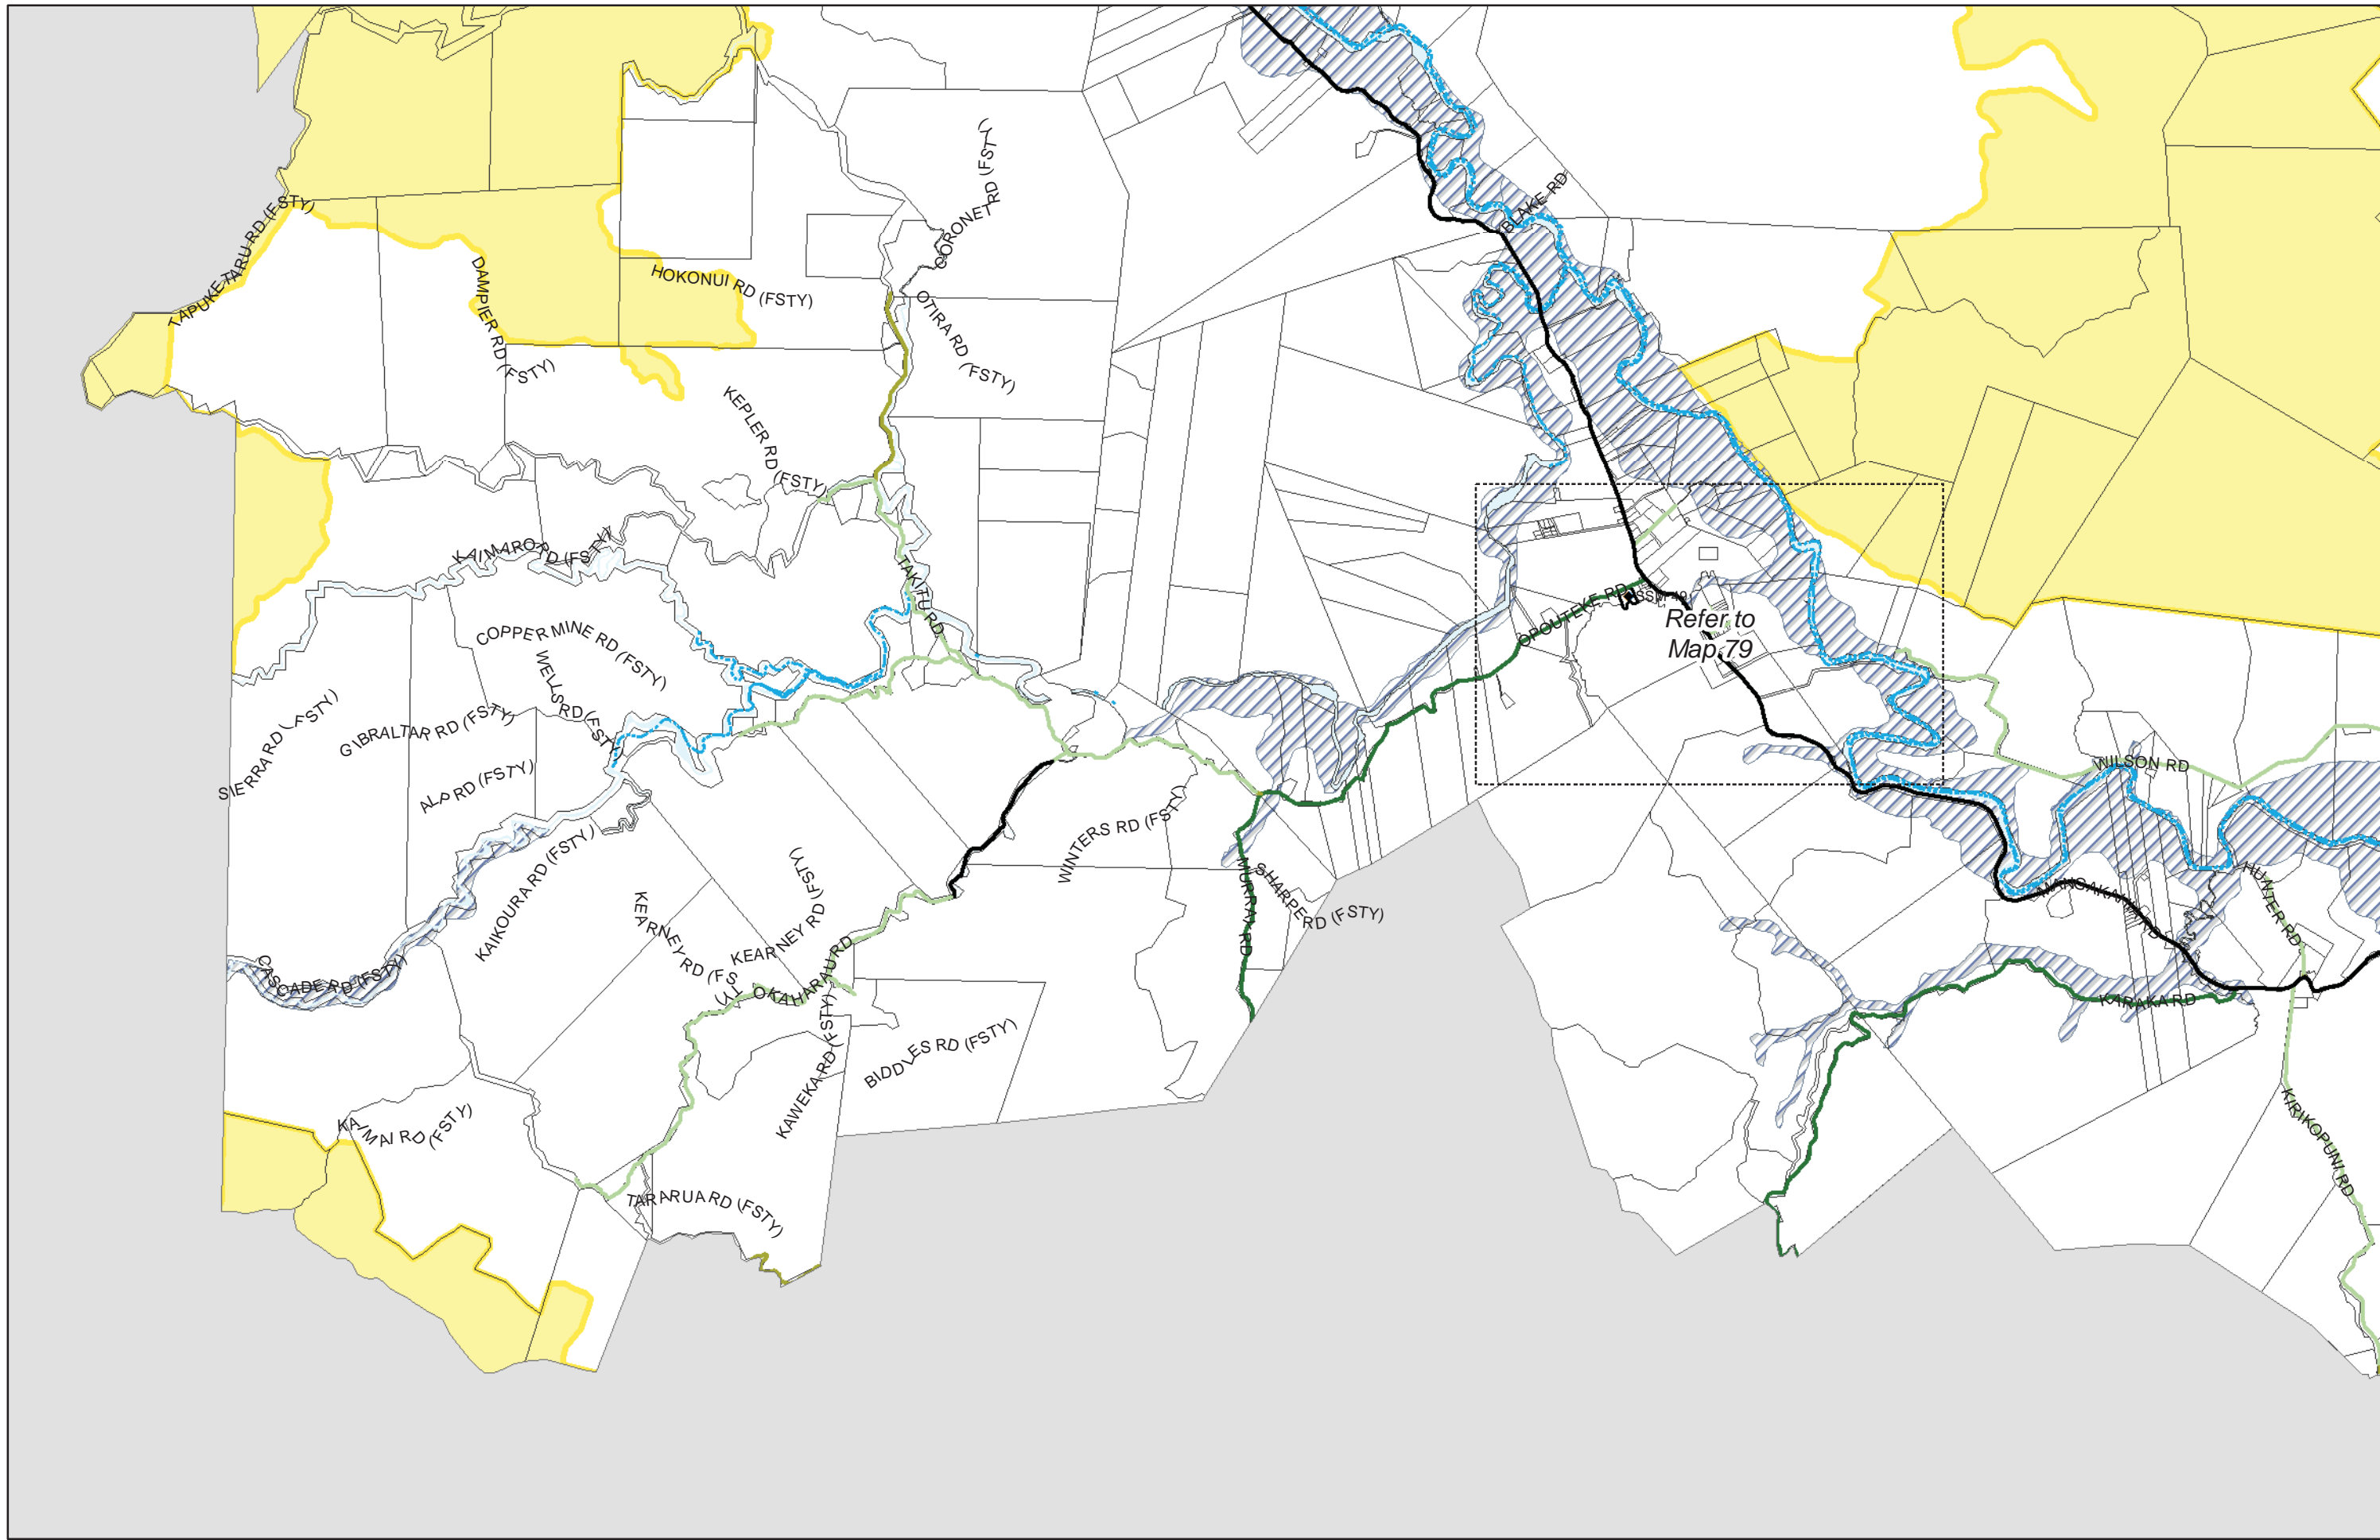 CORONET RD (FSTY)
BLAKE RD
TAPUKETARU RD (FSTY)
DAMPIER RD (FSTY)
HOKONUI RD (FSTY)
OTIRA RD (FSTY)
KEPLER RD (FSTY)
KAIMARO RD (FSTY)
TAKITU RD
OPOUTEKE RD
Refer to
Map 79
COPPER MINE RD (FSTY)
WELLS RD (FSTY)
SIERRA RD (FSTY)
GIBRALTAR RD (FSTY)
ALP RD (FSTY)
WILSON RD
KAIKOURA RD (FSTY)
WINTERS RD (FSTY)
MURRAY RD
SHARPE RD (FSTY)
HUNTER RD
KEARNEY RD (FSTY)
KEARNEY RD (FSTY)
CASCADE RD (FSTY)
OKAHARAU RD
KARAKA RD
KAWEKA RD (FSTY)
BIDDLES RD (FSTY)
KAIMAI RD (FSTY)
KIRIKOPUNI RD
TARARUA RD (FSTY)